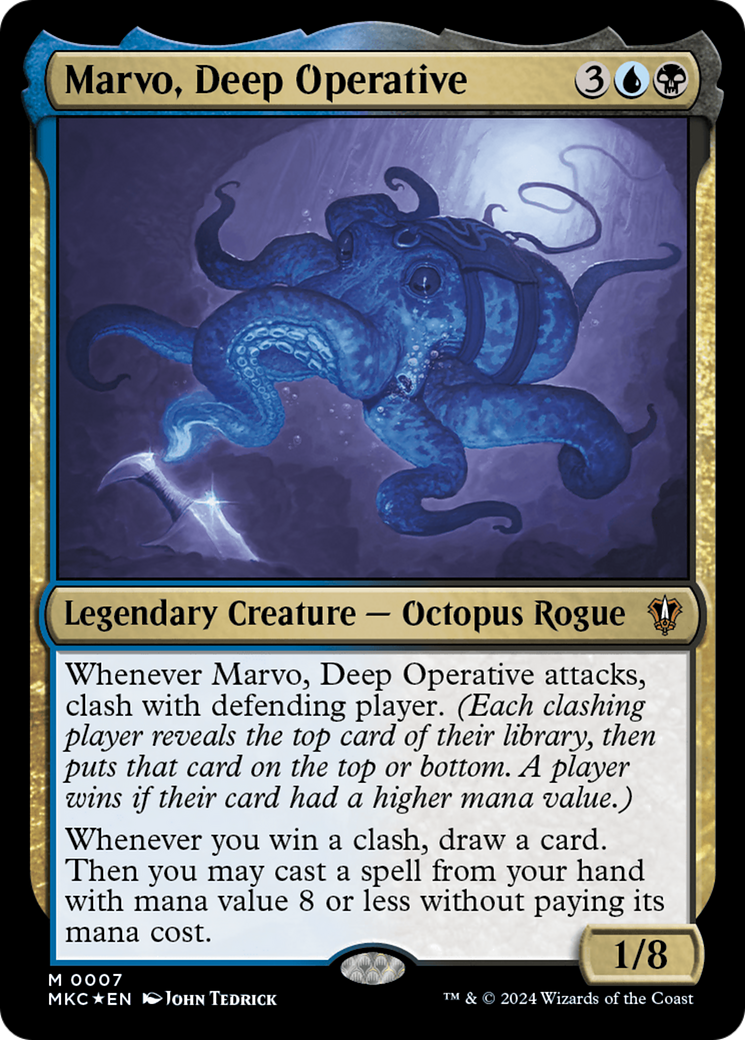 Marvo, Deep Operative 3
Legendary Creature — Octopus Rogue
Whenever Marvo, Deep Operative attacks,
clash with defending player. (Each clashing
player reveals the top card of their library, then
puts that card on the top or bottom. A player
wins if their card had a higher mana value.)
Whenever you win a clash, draw a card.
Then you may cast a spell from your hand
with mana value 8 or less without paying its
mana cost.
1/8
M 0007
MKC★EN John Tedrick
™ & © 2024 Wizards of the Coast